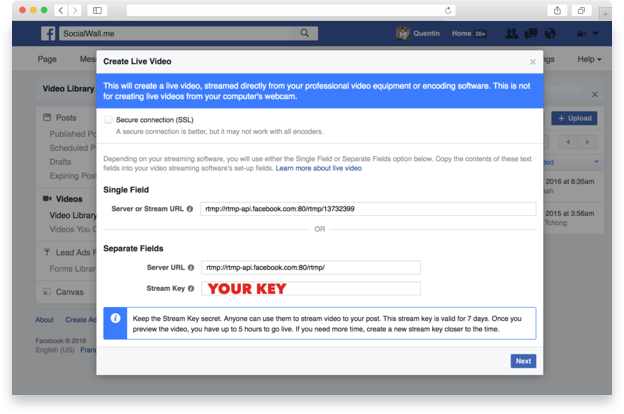 SocialWall.me
Quentin
Home 20+
Page
Mes
ngs
Help
Create Live Video
Video Library
This will create a live video, streamed directly from your professional video equipment or encoding software. This is not
for creating live videos from your computer's webcam.
Posts
Published Po
Scheduled P
Drafts
Expiring Post
Secure connection (SSL)
A secure connection is better, but it may not work with all encoders.
+ Upload
Depending on your streaming software, you will use either the Single Field or Separate Fields option below. Copy the contents of these text
fields into your video streaming software's set-up fields. Learn more about live video
ded
Videos
Video Library
Videos You C
Single Field
Server or Stream URL
rtmp://rtmp-api.facebook.com:80/rtmp/13732399
2016 at 6:35am
ash
2015 at 3:56am
Tchong
OR
Lead Ads F
Forms Librar
Canvas
Separate Fields
Server URL
rtmp://rtmp-api.facebook.com:80/rtmp/
Stream Key
YOUR KEY
About
Create Ad
Facebook © 2016
English (US)
Franç
Keep the Stream Key secret. Anyone can use them to stream video to your post. This stream key is valid for 7 days. Once you
preview the video, you have up to 5 hours to go live. If you need more time, create a new stream key closer to the time.
Next